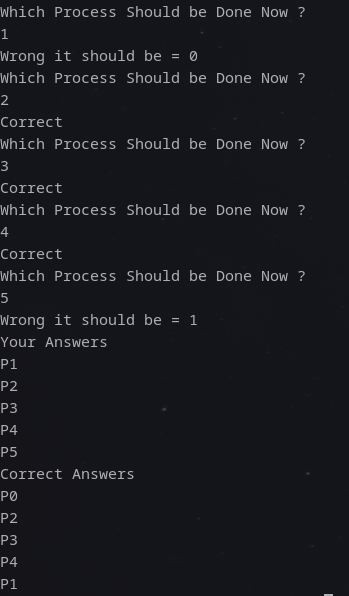 Which Process Should be Done Now ?
1
Wrong it should be = 0
Which Process Should be Done Now ?
2
Correct
Which Process Should be Done Now ?
3
Correct
Which Process Should be Done Now ?
4
Correct
Which Process Should be Done Now ?
5
Wrong it should be = 1
Your Answers
P1
P2
P3
P4
P5
Correct Answers
P0
P2
P3
P4
P1